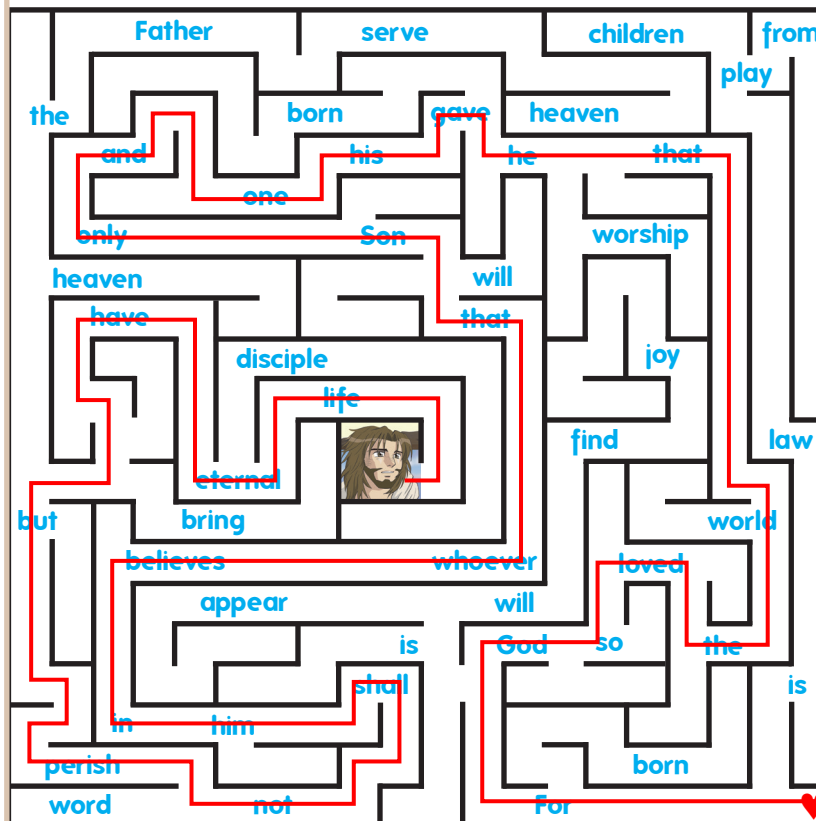 Father serve children from
play
the born gave heaven
and his he that
one
only Son worship
heaven will
have that
disciple joy
life
find law
eternal
but bring world
believes whoever loved
appear will
is God so the
shall is
in him
perish born
word not For